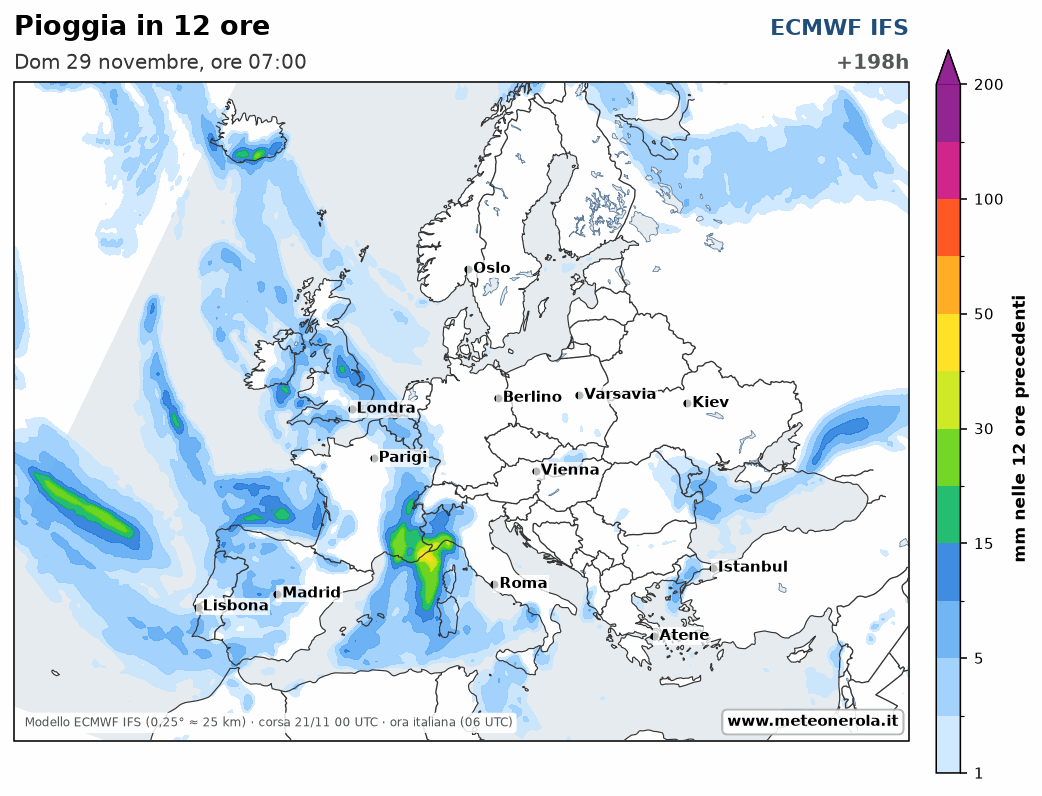 Pioggia in 12 ore
ECMWF IFS
Dom 29 novembre, ore 07:00
+198h
200
100
50
30
15
5
1
mm nelle 12 ore precedenti
Oslo
Berlino
Varsavia
Kiev
Londra
Parigi
Vienna
Istanbul
Roma
Madrid
Lisbona
Atene
Modello ECMWF IFS (0,25° ≈ 25 km) · corsa 21/11 00 UTC · ora italiana (06 UTC)
www.meteonerola.it